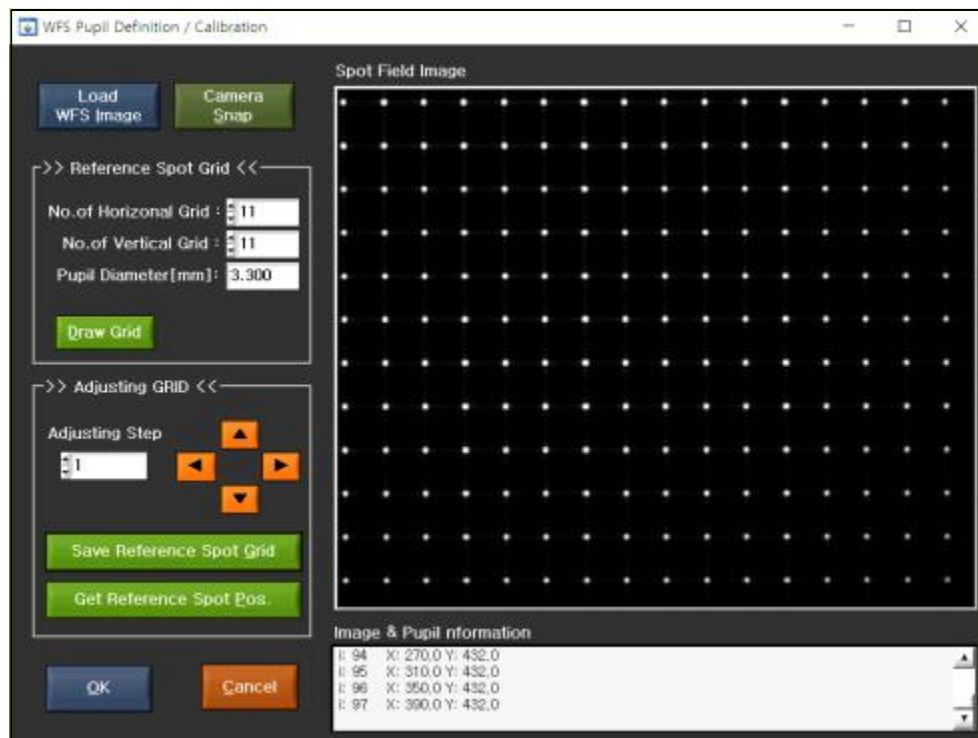 WFS Pupil Definition / Calibration
Load
WFS Image
Camera
Snap
>> Reference Spot Grid <<
No.of Horizonal Grid : 11
No.of Vertical Grid : 11
Pupil Diameter[mm]: 3.300
Draw Grid
>> Adjusting GRID <<
Adjusting Step
1
Save Reference Spot Grid
Get Reference Spot Pos.
OK
Cancel
Spot Field Image
Image & Pupil nformation
i: 94 X: 270.0 Y: 432.0
i: 95 X: 310.0 Y: 432.0
i: 96 X: 350.0 Y: 432.0
i: 97 X: 390.0 Y: 432.0